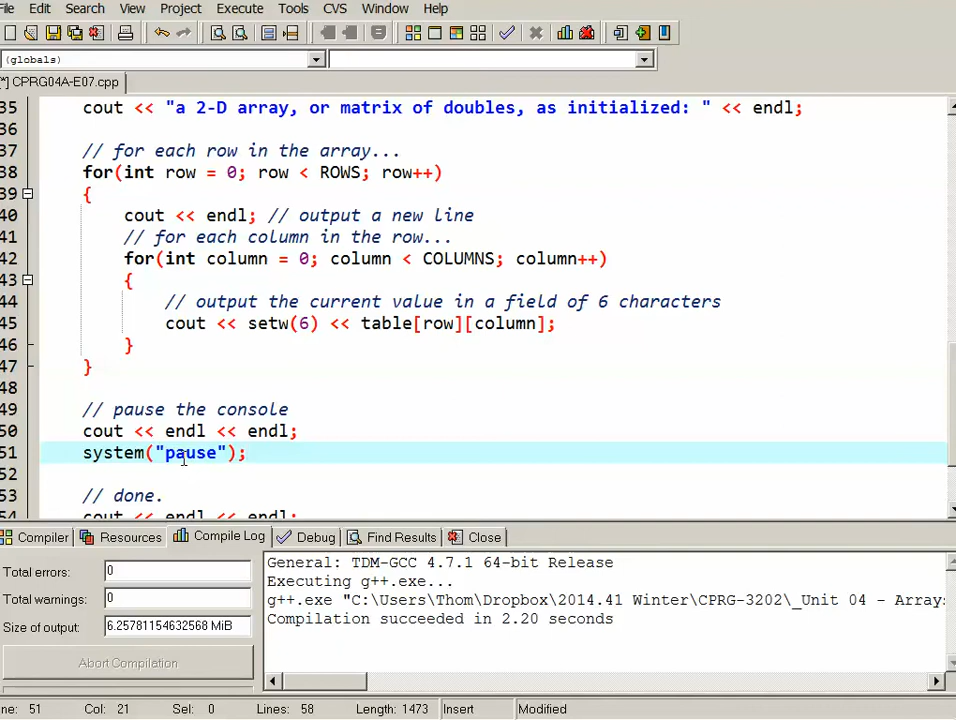 File Edit Search View Project Execute Tools CVS Window Help
(globals)
[*] CPRG04A-E07.cpp
35 cout << "a 2-D array, or matrix of doubles, as initialized: " << endl;
36
37 // for each row in the array...
38 for(int row = 0; row < ROWS; row++)
39 {
40 cout << endl; // output a new line
41 // for each column in the row...
42 for(int column = 0; column < COLUMNS; column++)
43 {
44 // output the current value in a field of 6 characters
45 cout << setw(6) << table[row][column];
46 }
47 }
48
49 // pause the console
50 cout << endl << endl;
51 system("pause");
52
53 // done.
54 cout << endl << endl;
Compiler Resources Compile Log Debug Find Results Close
Total errors: 0
Total warnings: 0
Size of output: 6.25781154632568 MiB
Abort Compilation
General: TDM-GCC 4.7.1 64-bit Release
Executing g++.exe...
g++.exe "C:\Users\Thom\Dropbox\2014.41 Winter\CPRG-3202\_Unit 04 - Arrays
Compilation succeeded in 2.20 seconds
ine: 51 Col: 21 Sel: 0 Lines: 58 Length: 1473 Insert Modified